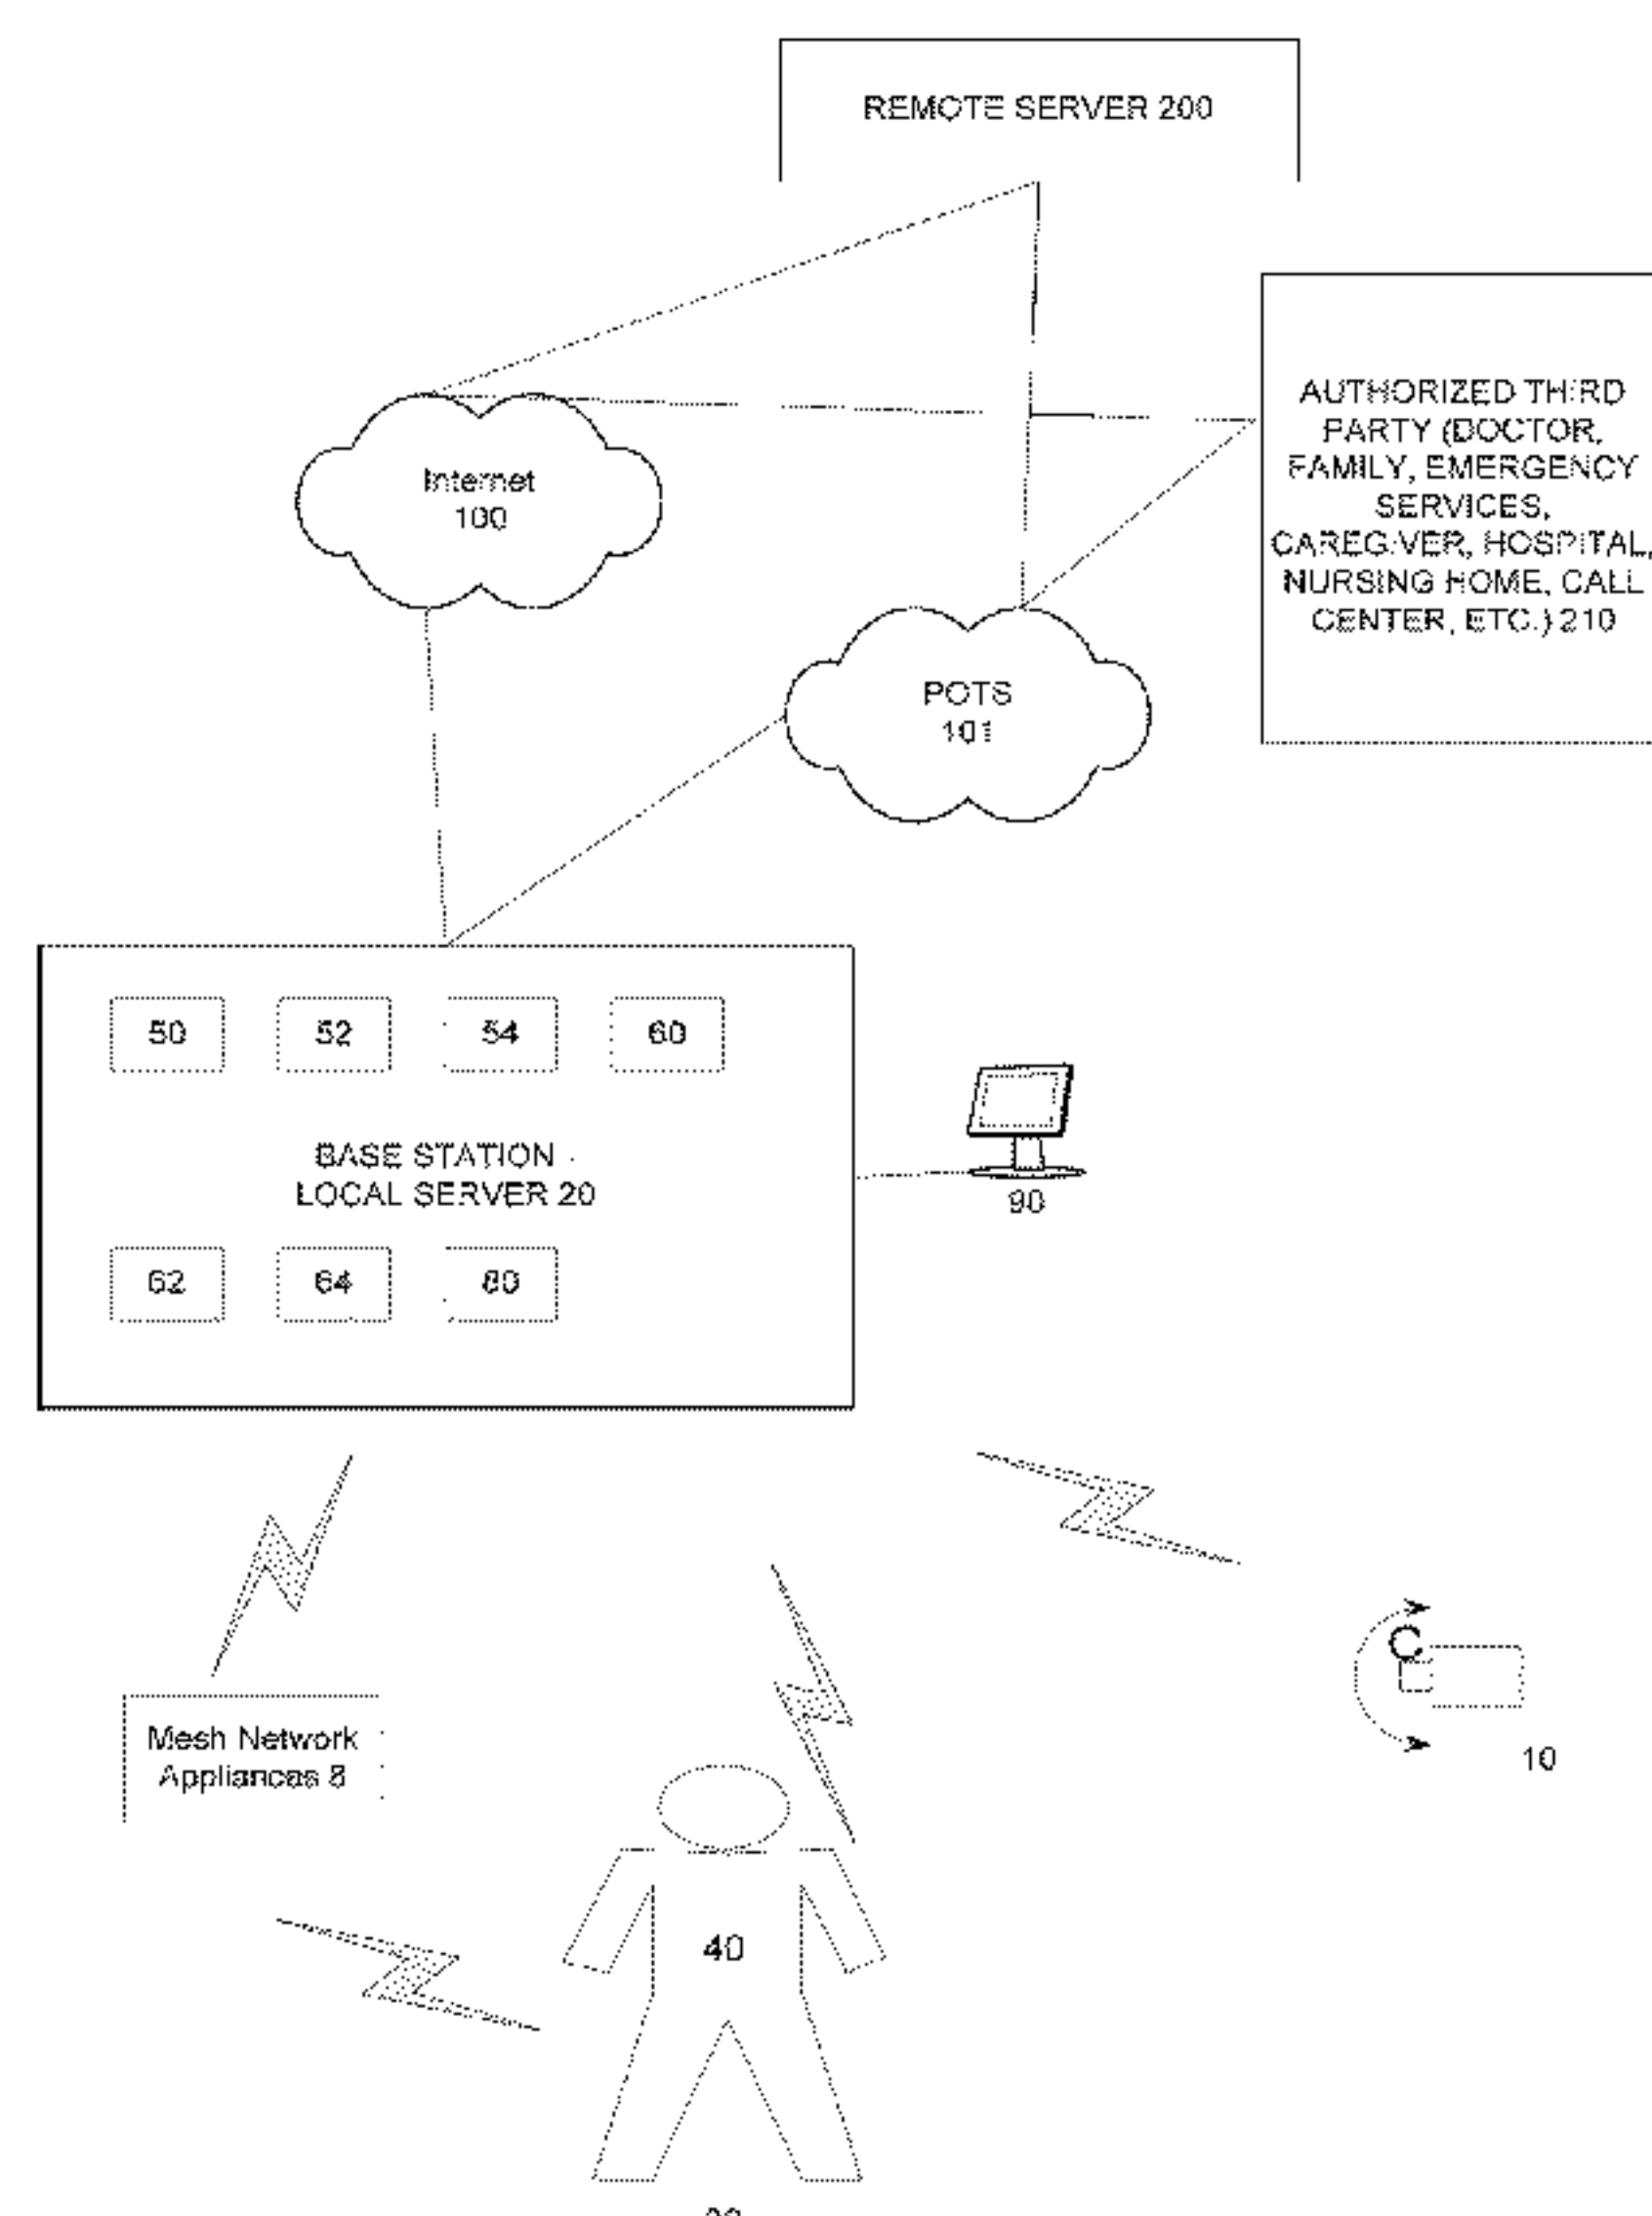 REMOTE SERVER 200
AUTHORIZED THIRD
PARTY (DOCTOR,
FAMILY, EMERGENCY
SERVICES,
CAREGIVER, HOSPITAL,
NURSING HOME, CALL
CENTER, ETC.) 210
Internet
100
POTS
101
50
52
54
60
BASE STATION -
LOCAL SERVER 20
90
62
64
80
C
10
Mesh Network
Appliances 8
40